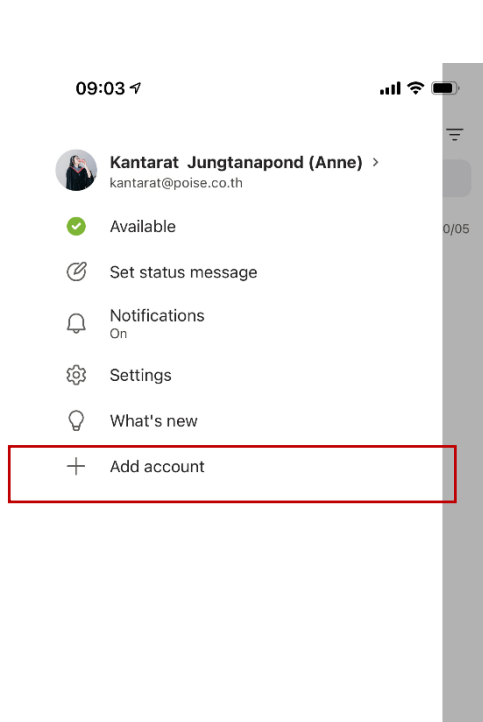 09:03
Kantarat Jungtanapond (Anne)
kantarat@poise.co.th
Available
0/05
Set status message
Notifications
On
Settings
What's new
Add account